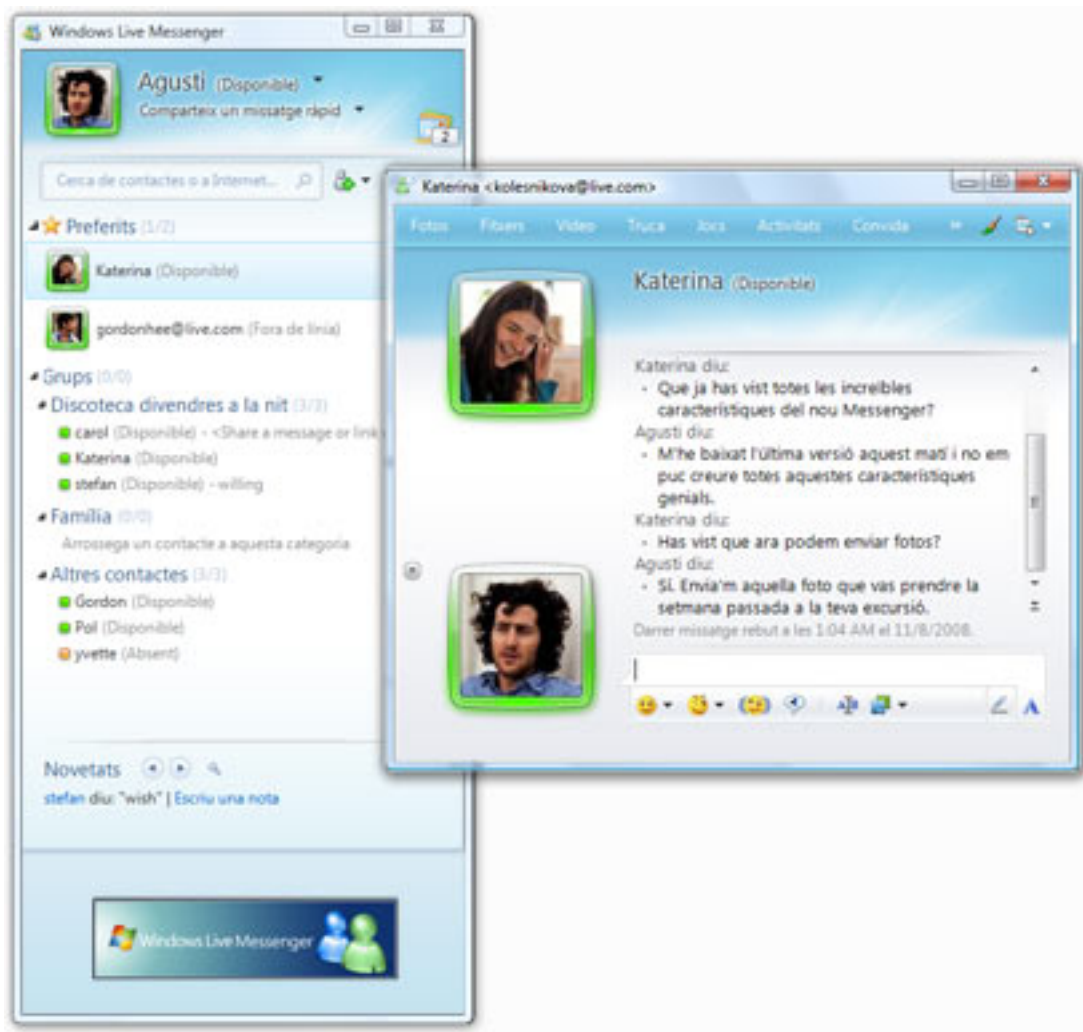 Windows Live Messenger
Agustí (Disponible)
Comparteix un missatge ràpid
2
Cerca de contactes o a Internet...
Preferits (1/2)
Katerina (Disponible)
gordonhee@live.com (Fora de línia)
Grups (0/0)
Discoteca divendres a la nit (3/3)
carol (Disponible) - <Share a message or link
Katerina (Disponible)
stefan (Disponible) - willing
Família (0/0)
Arrossega un contacte a aquesta categoria
Altres contactes (3/3)
Gordon (Disponible)
Pol (Disponible)
yvette (Absent)
Novetats
stefan diu: "wish" | Escriu una nota
Windows Live Messenger
Katerina <kolesnikova@live.com>
Fotos Fitxers Vídeo Truca Jocs Activitats Convida
Katerina (Disponible)
Katerina diu:
Que ja has vist totes les increïbles
característiques del nou Messenger?
Agustí diu:
M'he baixat l'última versió aquest matí i no em
puc creure totes aquestes característiques
genials.
Katerina diu:
Has vist que ara podem enviar fotos?
Agustí diu:
Sí. Envia'm aquella foto que vas prendre la
setmana passada a la teva excursió.
Darrer missatge rebut a les 1:04 AM el 11/8/2008.